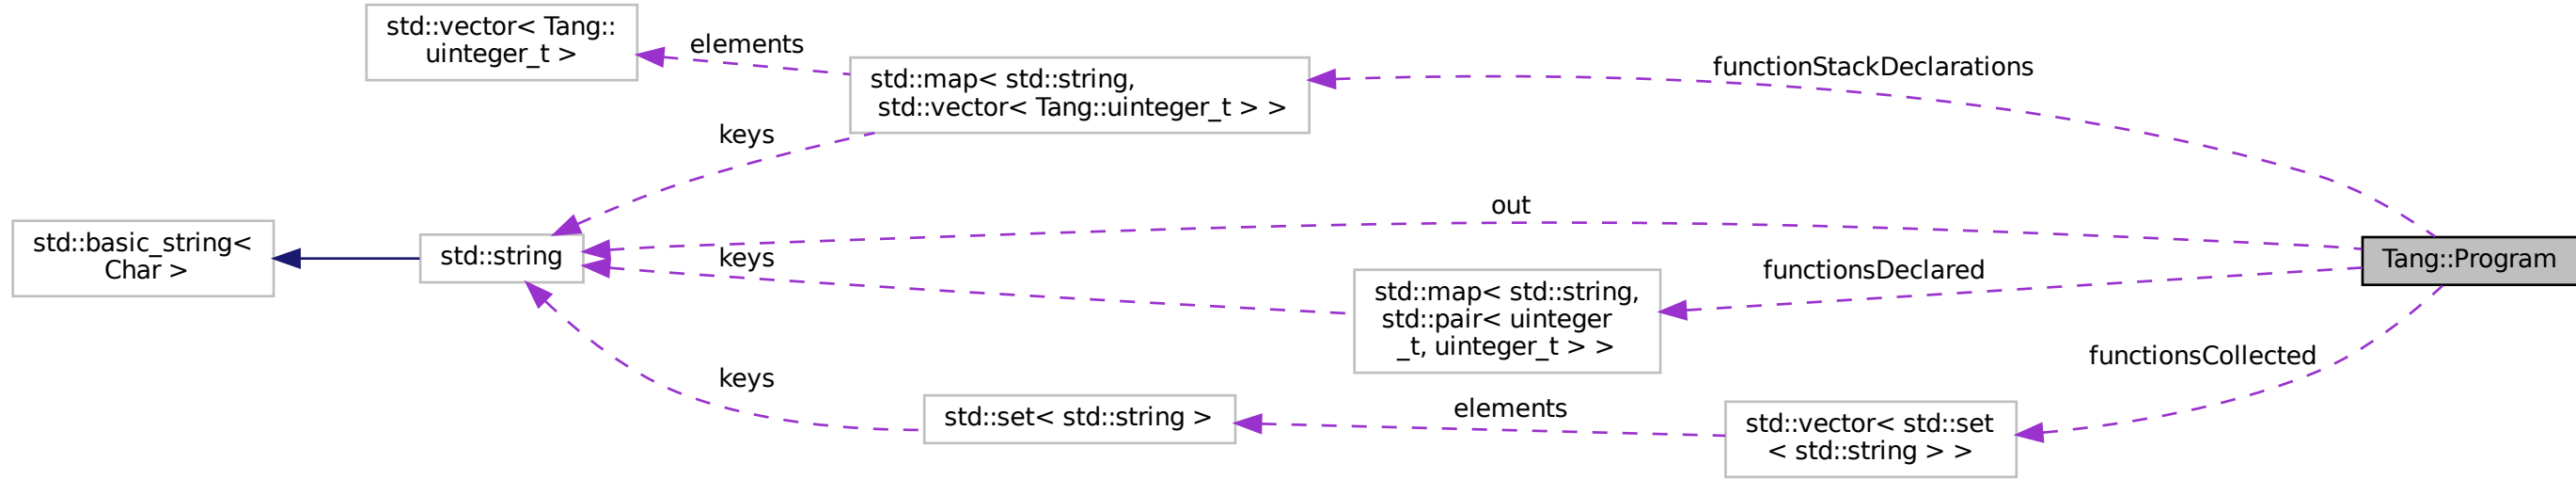 std::vector< Tang::
uinteger_t >
elements
std::map< std::string,
std::vector< Tang::uinteger_t > >
functionStackDeclarations
keys
out
std::basic_string<
Char >
std::string
keys
Tang::Program
functionsDeclared
std::map< std::string,
std::pair< uinteger
_t, uinteger_t > >
functionsCollected
keys
std::set< std::string >
elements
std::vector< std::set
< std::string > >